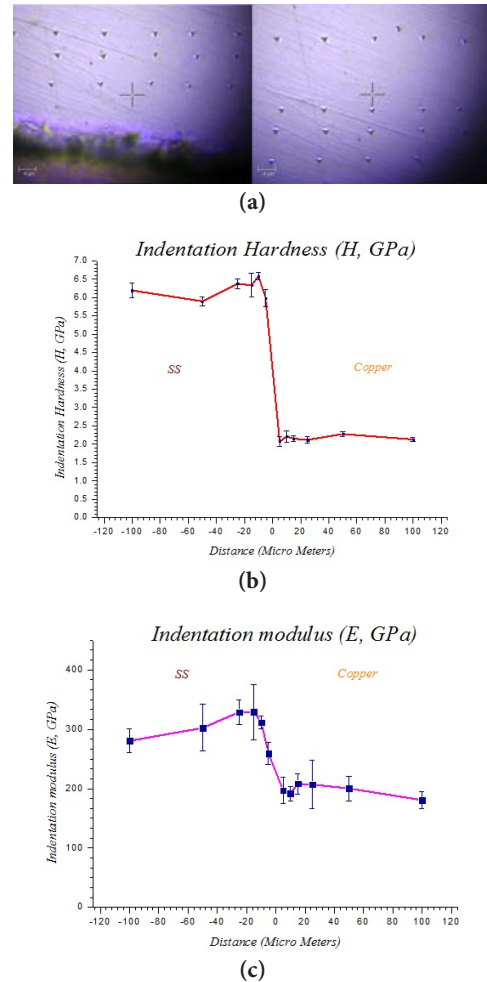 (a)
Indentation Hardness (H, GPa)
7.0
6.5
6.0
5.5
5.0
4.5
4.0
3.5
3.0
2.5
2.0
1.5
1.0
0.5
0.0
Indentation Hardness (H, GPa)
SS
Copper
-120 -100 -80 -60 -40 -20 0 20 40 60 80 100 120
Distance (Micro Meters)
(b)
Indentation modulus (E, GPa)
400
300
200
100
0
Indentation modulus (E, GPa)
SS
Copper
-120 -100 -80 -60 -40 -20 0 20 40 60 80 100 120
Distance (Micro Meters)
(c)